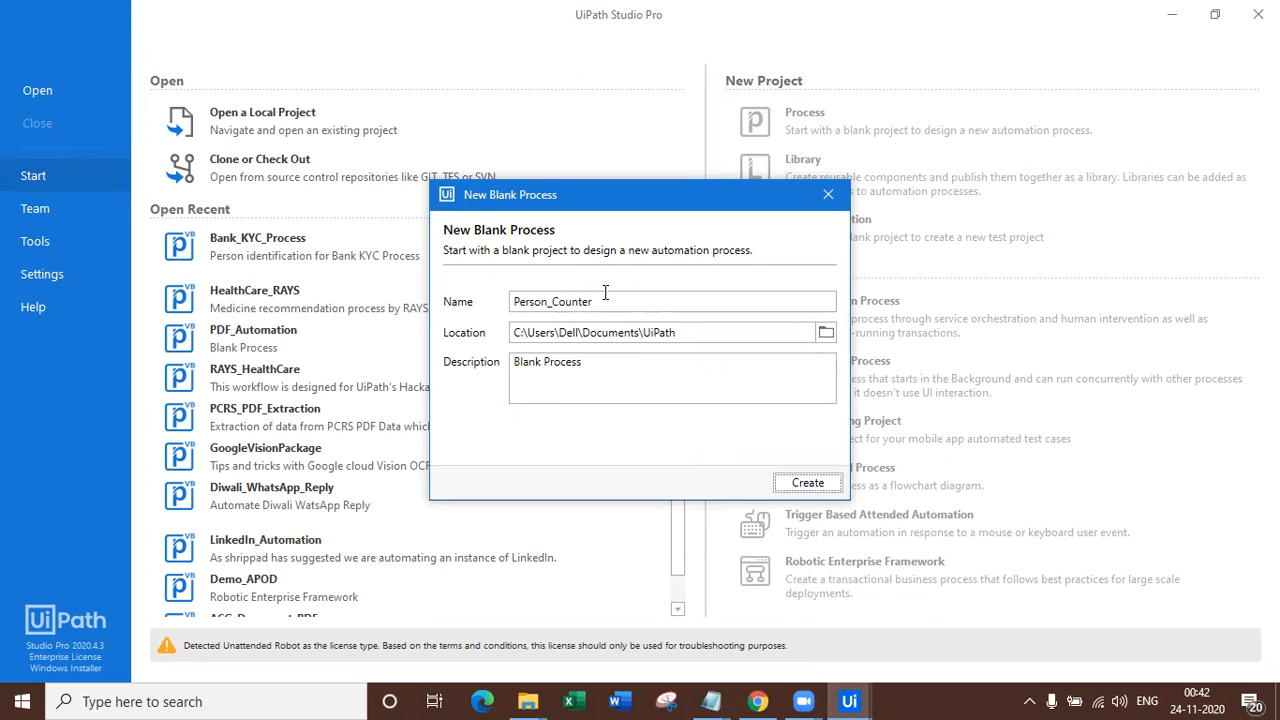 UiPath Studio Pro
Open
Close
Start
Team
Tools
Settings
Help
UiPath
Studio Pro 2020.4.3
Enterprise License
Windows Installer
Open
Open a Local Project
Navigate and open an existing project
Clone or Check Out
Open from source control repositories like GIT, TFS or SVN
Open Recent
Bank_KYC_Process
Person identification for Bank KYC Process
HealthCare_RAYS
Medicine recommendation process by RAYS
PDF_Automation
Blank Process
RAYS_HealthCare
This workflow is designed for UiPath's Hacka
PCRS_PDF_Extraction
Extraction of data from PCRS PDF Data whic
GoogleVisionPackage
Tips and tricks with Google cloud Vision OCR
Diwali_WhatsApp_Reply
Automate Diwali WatsApp Reply
LinkedIn_Automation
As shrippad has suggested we are automating an instance of LinkedIn.
Demo_APOD
Robotic Enterprise Framework
New Project
Process
Start with a blank project to design a new automation process.
Library
Create reusable components and publish them together as a library. Libraries can be added as
s to automation processes.
tion
lank project to create a new test project
n Process
process through service orchestration and human intervention as well as
-running transactions.
Process
ess that starts in the Background and can run concurrently with other processes
it doesn't use UI interaction.
ng Project
ect for your mobile app automated test cases
d Process
ess as a flowchart diagram.
Trigger Based Attended Automation
Trigger an automation in response to a mouse or keyboard user event.
Robotic Enterprise Framework
Create a transactional business process that follows best practices for large scale
deployments.
Ui New Blank Process
New Blank Process
Start with a blank project to design a new automation process.
Name Person_Counter
Location C:\Users\Dell\Documents\UiPath
Description Blank Process
Create
Detected Unattended Robot as the license type. Based on the terms and conditions, this license should only be used for troubleshooting purposes.
Type here to search
ENG
00:42
24-11-2020
20